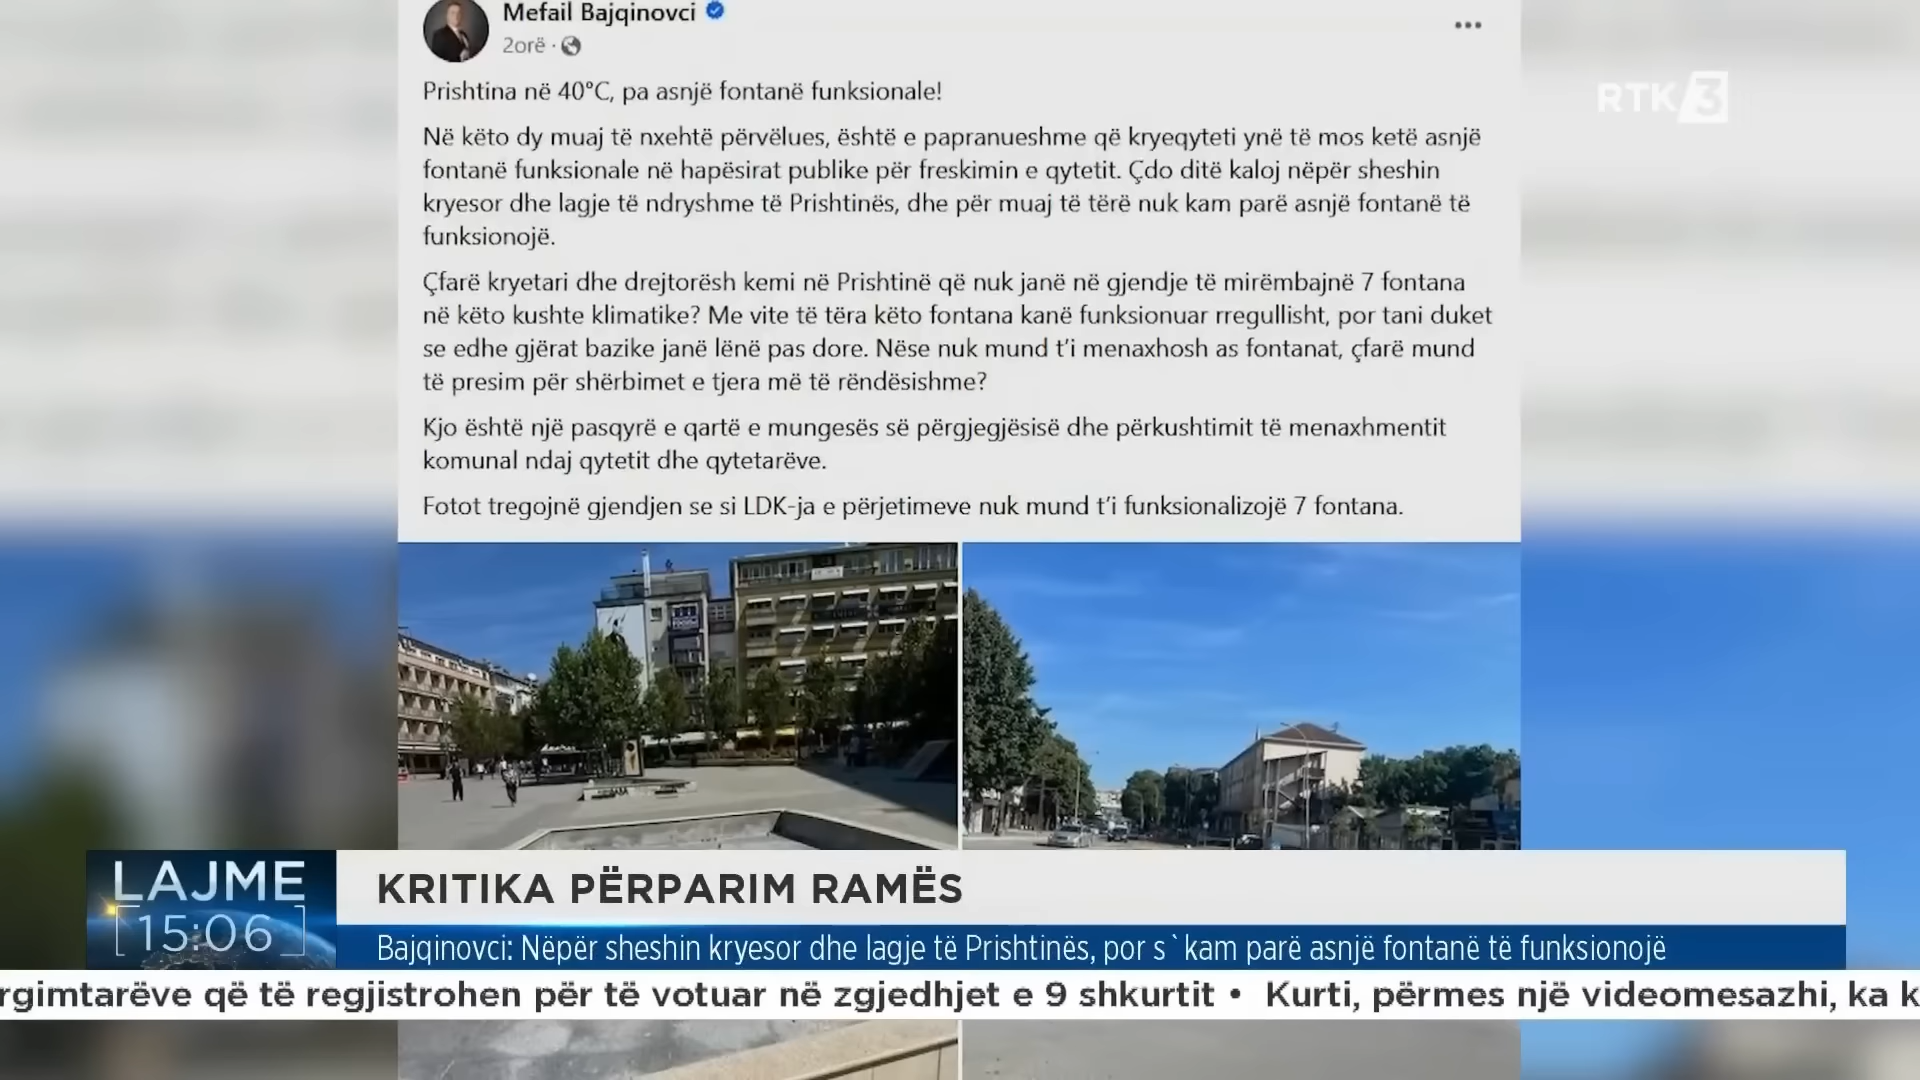 Mefail Bajqinovci
2orë
Prishtina në 40°C, pa asnjë fontanë funksionale!
Në këto dy muaj të nxehtë përvëlues, është e papranueshme që kryeqyteti ynë të mos ketë asnjë
fontanë funksionale në hapësirat publike për freskimin e qytetit. Çdo ditë kaloj nëpër sheshin
kryesor dhe lagje të ndryshme të Prishtinës, dhe për muaj të tërë nuk kam parë asnjë fontanë të
funksionojë.
Çfarë kryetari dhe drejtorësh kemi në Prishtinë që nuk janë në gjendje të mirëmbajnë 7 fontana
në këto kushte klimatike? Me vite të tëra këto fontana kanë funksionuar rregullisht, por tani duket
se edhe gjërat bazike janë lënë pas dore. Nëse nuk mund t'i menaxhosh as fontanat, çfarë mund
të presim për shërbimet e tjera më të rëndësishme?
Kjo është një pasqyrë e qartë e mungesës së përgjegjësisë dhe përkushtimit të menaxhmentit
komunal ndaj qytetit dhe qytetarëve.
Fotot tregojnë gjendjen se si LDK-ja e përjetimeve nuk mund t'i funksionalizojë 7 fontana.
RTK 3
LAJME
15:06
KRITIKA PËRPARIM RAMËS
Bajqinovci: Nëpër sheshin kryesor dhe lagje të Prishtinës, por s`kam parë asnjë fontanë të funksionojë
rgimtarëve që të regjistrohen për të votuar në zgjedhjet e 9 shkurtit • Kurti, përmes një videomesazhi, ka k